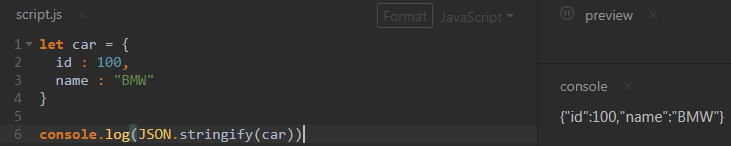 script.js
Format
JavaScript
1 let car = {
2   id : 100,
3   name : "BMW"
4 }
5
6 console.log(JSON.stringify(car))
preview
console
{"id":100,"name":"BMW"}